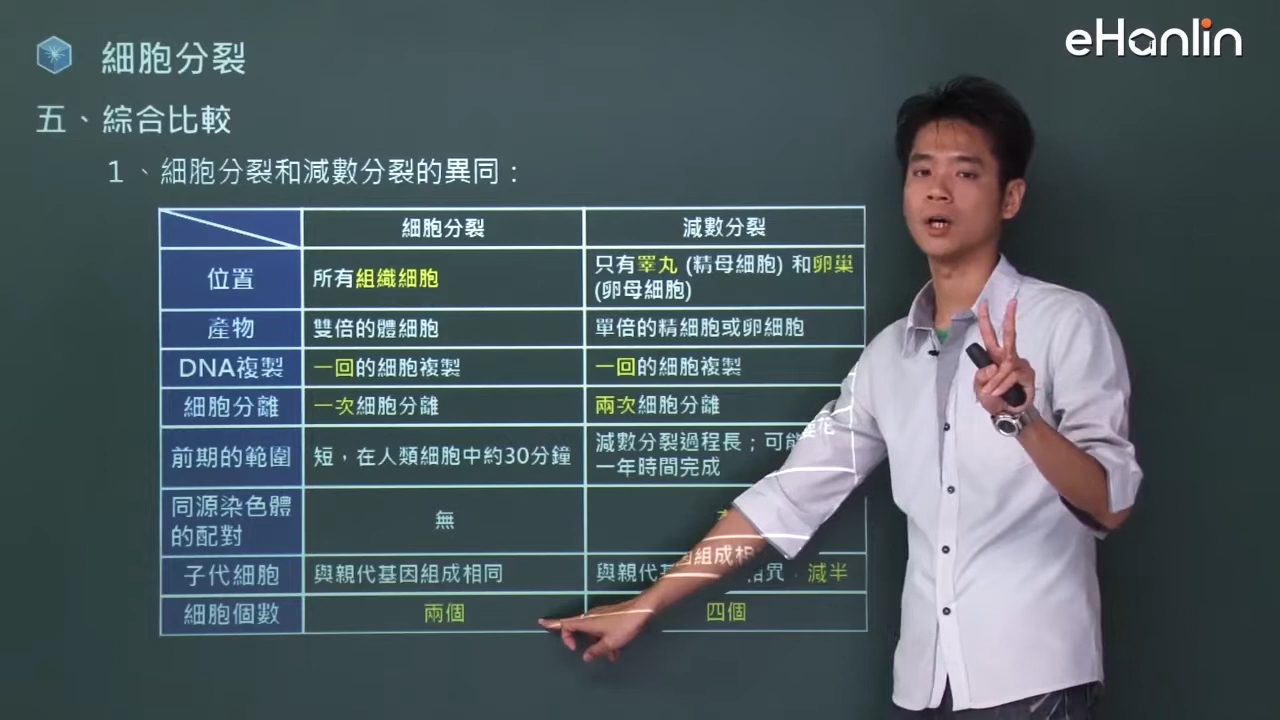 eHanlin
細胞分裂
五、綜合比較
1、細胞分裂和減數分裂的異同：
細胞分裂 減數分裂
位置 所有組織細胞 只有睪丸 (精母細胞) 和卵巢
(卵母細胞)
產物 雙倍的體細胞 單倍的精細胞或卵細胞
DNA複製 一回的細胞複製 一回的細胞複製
細胞分離 一次細胞分離 兩次細胞分離
前期的範圍 短，在人類細胞中約30分鐘 減數分裂過程長；可能要花
一年時間完成
同源染色體
的配對 無
子代細胞 與親代基因組成相同 與親代基因組成相異，減半
細胞個數 兩個 四個